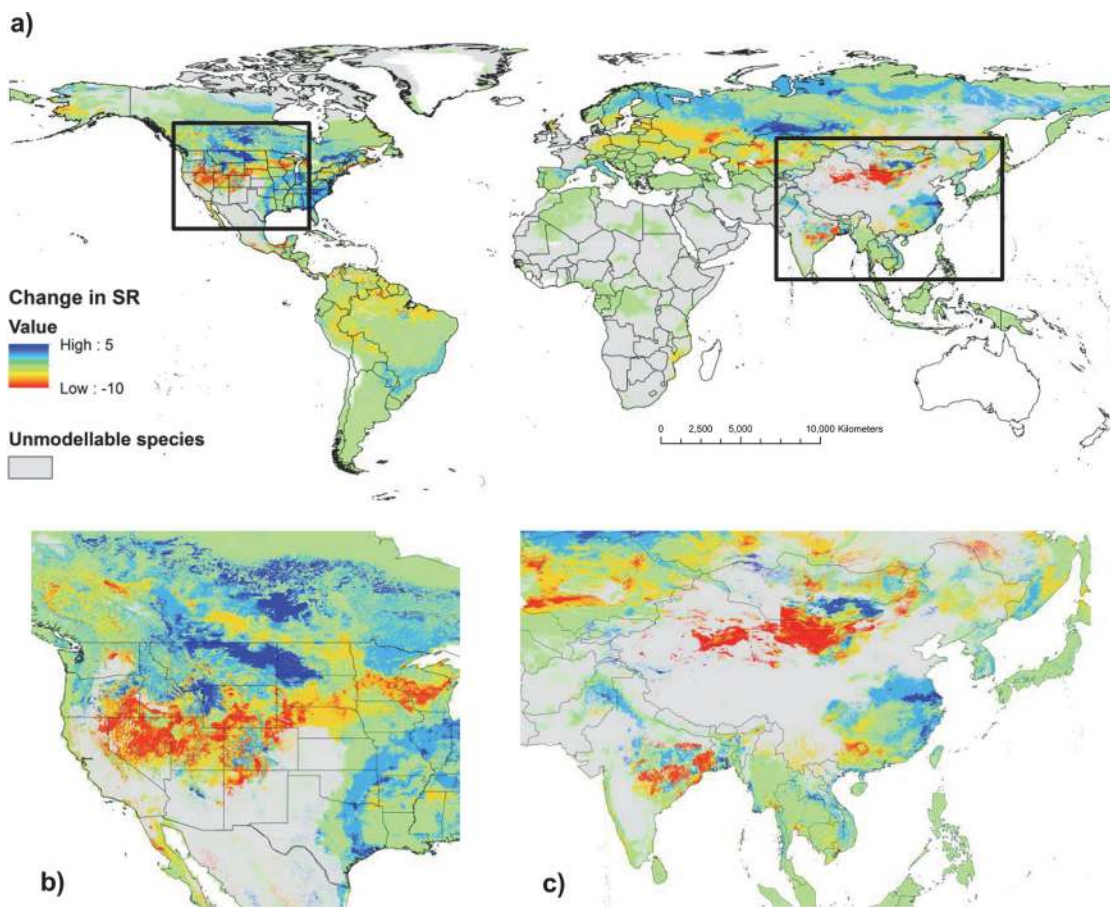 a)
Change in SR
Value
High : 5
Low : -10
Unmodellable species
0 2,500 5,000 10,000 Kilometers
b)
c)